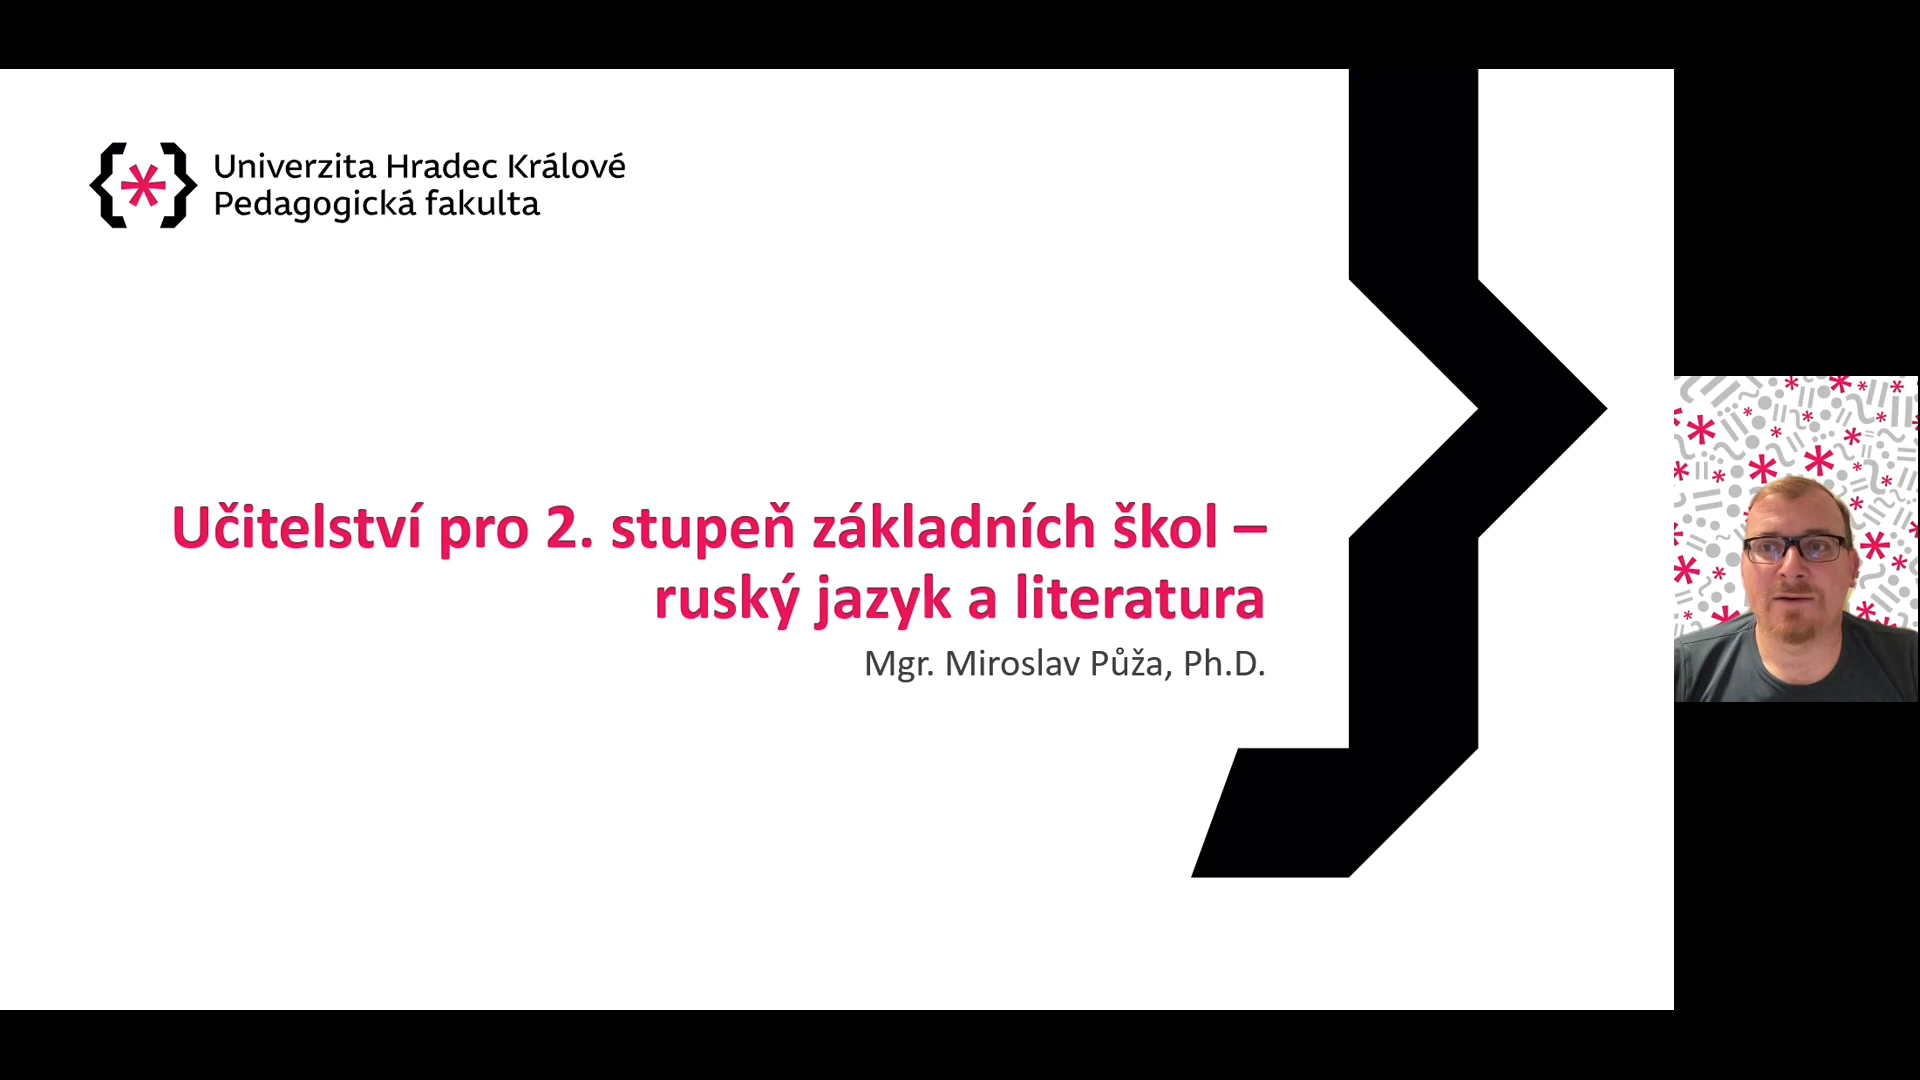 Univerzita Hradec Králové
Pedagogická fakulta
Učitelství pro 2. stupeň základních škol –
ruský jazyk a literatura
Mgr. Miroslav Půža, Ph.D.